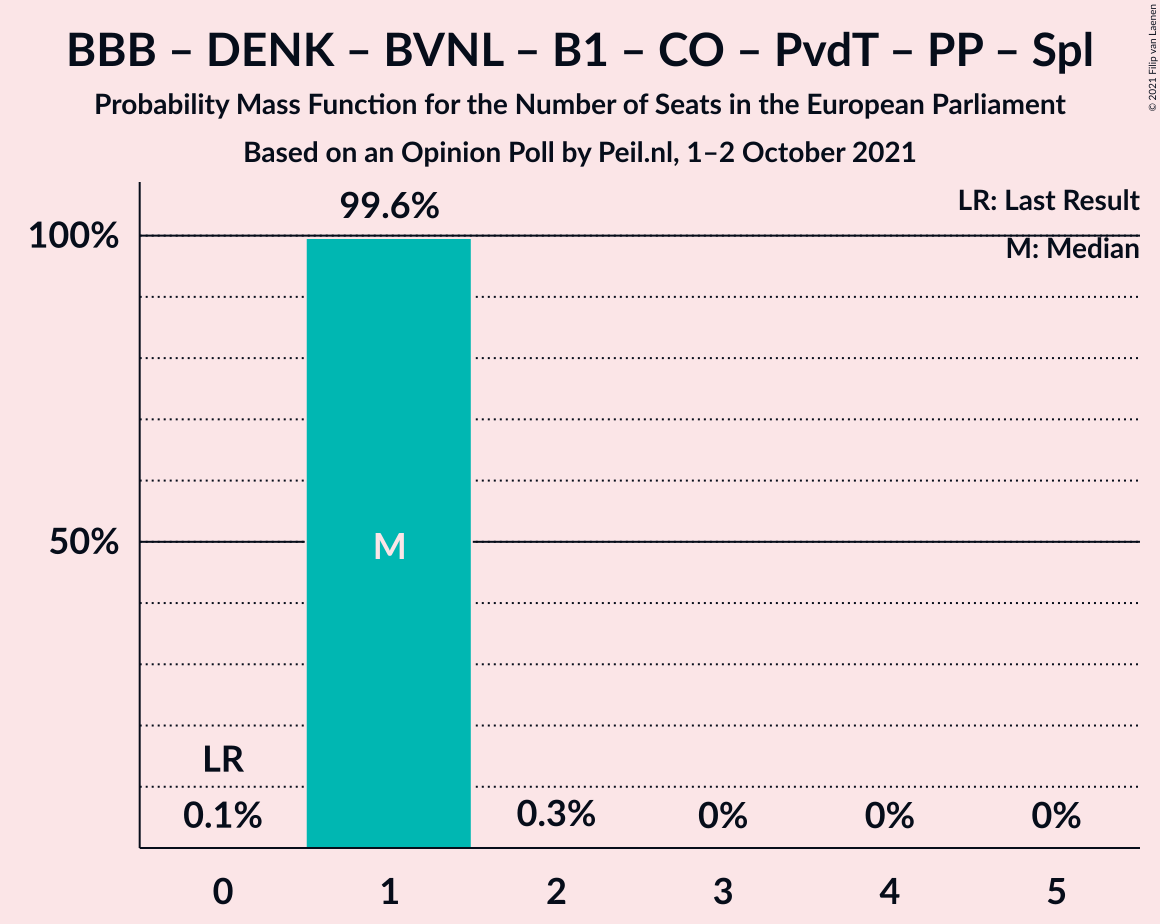 BBB – DENK – BVNL – B1 – CO – PvdT – PP – Spl
Probability Mass Function for the Number of Seats in the European Parliament
Based on an Opinion Poll by Peil.nl, 1–2 October 2021
© 2021 Filip van Laenen
LR: Last Result
M: Median
99.6%
100%
50%
M
LR
0.1%
0.3%
0%
0%
0%
0
1
2
3
4
5